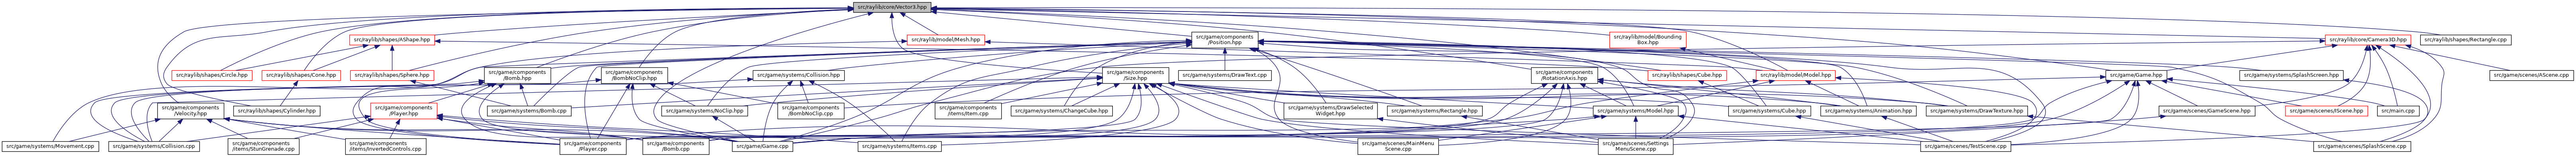 src/raylib/core/Vector3.hpp
src/raylib/shapes/AShape.hpp
src/raylib/model/Mesh.hpp
src/game/components
/Position.hpp
src/raylib/model/Bounding
Box.hpp
src/raylib/core/Camera3D.hpp
src/raylib/shapes/Rectangle.cpp
src/raylib/shapes/Circle.hpp
src/raylib/shapes/Cone.hpp
src/raylib/shapes/Sphere.hpp
src/game/components
/Bomb.hpp
src/game/components
/BombNoClip.hpp
src/game/systems/Collision.hpp
src/game/systems/DrawText.cpp
src/game/components
/Size.hpp
src/game/components
/RotationAxis.hpp
src/raylib/shapes/Cube.hpp
src/raylib/model/Model.hpp
src/game/Game.hpp
src/game/systems/SplashScreen.hpp
src/game/scenes/AScene.cpp
src/game/components
/Velocity.hpp
src/raylib/shapes/Cylinder.hpp
src/game/components
/Player.hpp
src/game/systems/Bomb.cpp
src/game/systems/NoClip.hpp
src/game/components
/BombNoClip.cpp
src/game/components
/items/Item.cpp
src/game/systems/ChangeCube.hpp
src/game/systems/DrawSelected
Widget.hpp
src/game/systems/Rectangle.hpp
src/game/systems/Model.hpp
src/game/systems/Cube.hpp
src/game/systems/Animation.hpp
src/game/systems/DrawTexture.hpp
src/game/scenes/GameScene.hpp
src/game/scenes/IScene.hpp
src/main.cpp
src/game/systems/Movement.cpp
src/game/systems/Collision.cpp
src/game/components
/items/StunGrenade.cpp
src/game/components
/items/InvertedControls.cpp
src/game/components
/Player.cpp
src/game/components
/Bomb.cpp
src/game/Game.cpp
src/game/systems/Items.cpp
src/game/scenes/MainMenu
Scene.cpp
src/game/scenes/Settings
MenuScene.cpp
src/game/scenes/TestScene.cpp
src/game/scenes/SplashScene.cpp